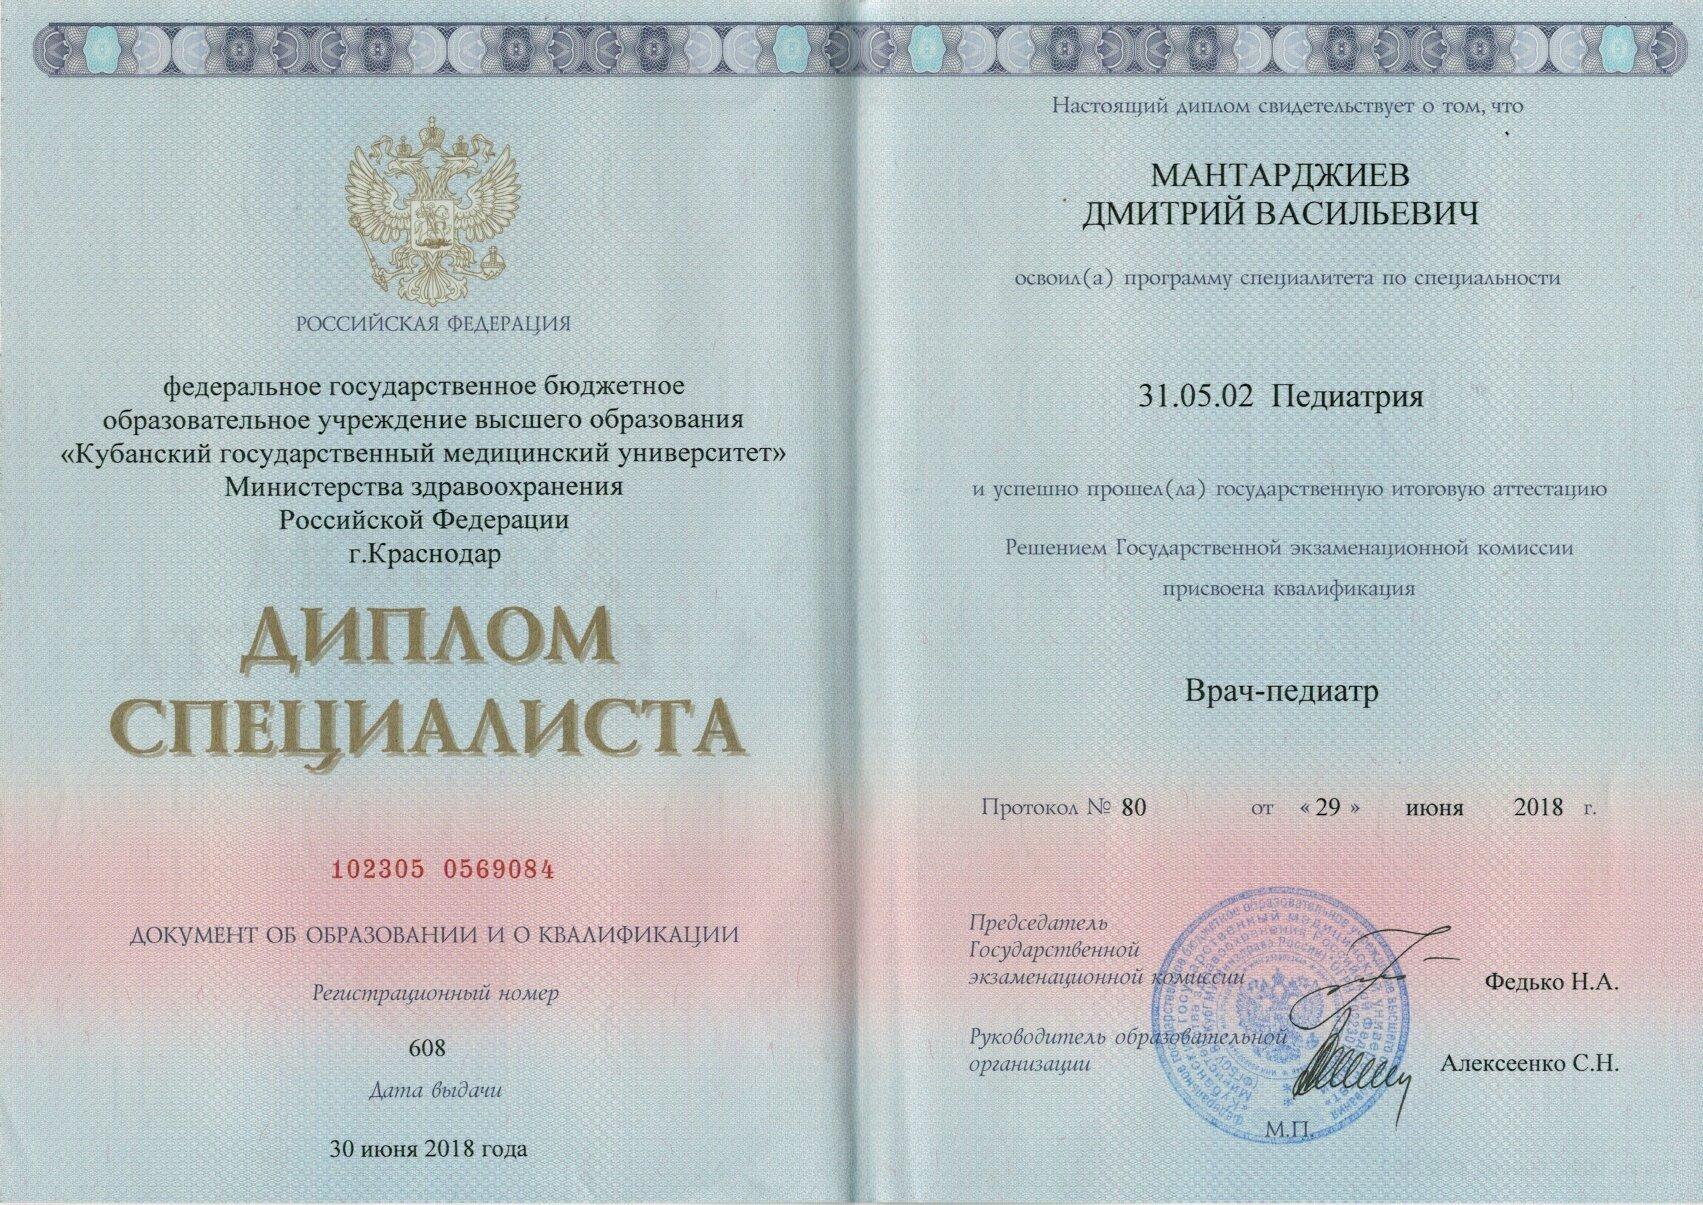 РОССИЙСКАЯ ФЕДЕРАЦИЯ
федеральное государственное бюджетное
образовательное учреждение высшего образования
«Кубанский государственный медицинский университет»
Министерства здравоохранения
Российской Федерации
г.Краснодар
ДИПЛОМ
СПЕЦИАЛИСТА
102305 0569084
ДОКУМЕНТ ОБ ОБРАЗОВАНИИ И О КВАЛИФИКАЦИИ
Регистрационный номер
608
Дата выдачи
30 июня 2018 года
Настоящий диплом свидетельствует о том, что
МАНТАРДЖИЕВ
ДМИТРИЙ ВАСИЛЬЕВИЧ
освоил(а) программу специалитета по специальности
31.05.02 Педиатрия
и успешно прошел(ла) государственную итоговую аттестацию
Решением Государственной экзаменационной комиссии
присвоена квалификация
Врач-педиатр
Протокол № 80 от « 29 » июня 2018 г.
Председатель
Государственной
экзаменационной комиссии
Федько Н.А.
Руководитель образовательной
организации
Алексеенко С.Н.
М.П.